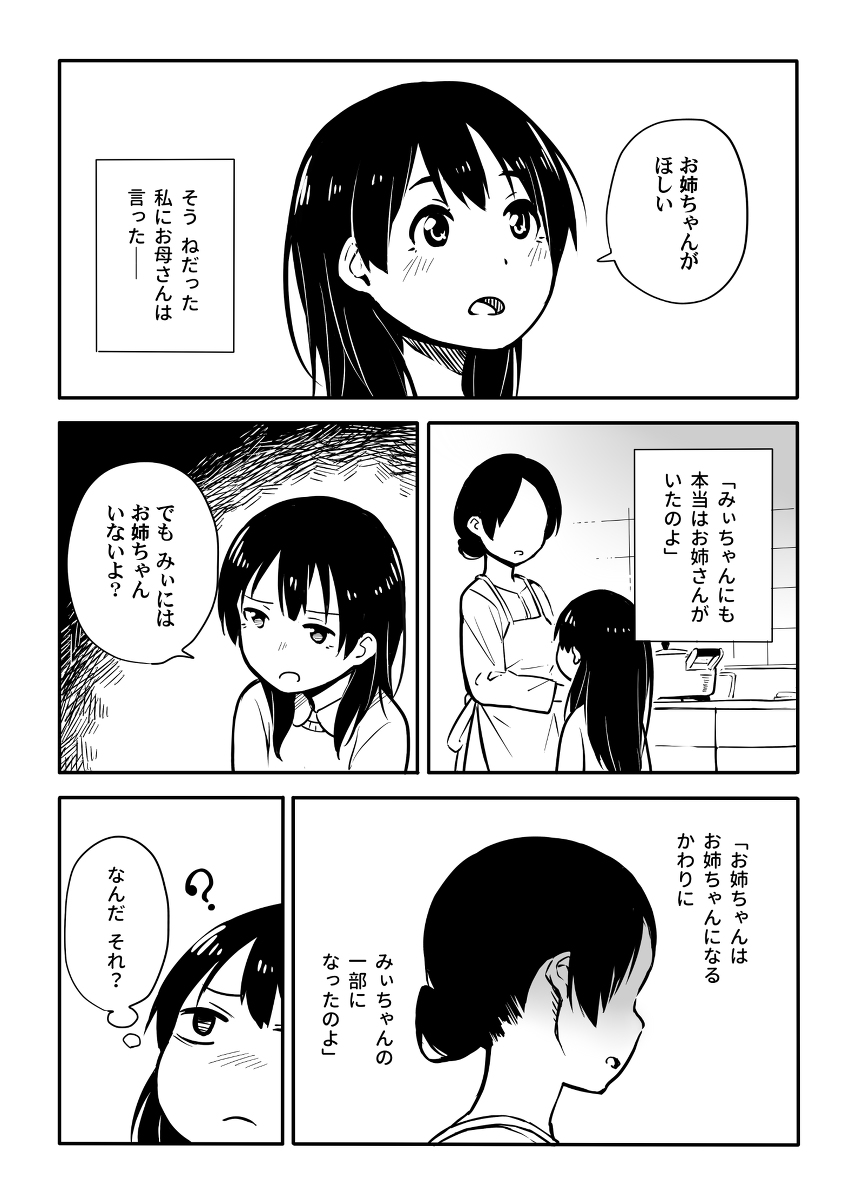 お姉ちゃんが
ほしい
そう ねだった
私にお母さんは
言った──
「みぃちゃんにも
本当はお姉さんが
いたのよ」
でも みぃには
お姉ちゃん
いないよ？
「お姉ちゃんは
お姉ちゃんになる
かわりに
みぃちゃんの
一部に
なったのよ」
？
なんだ それ？